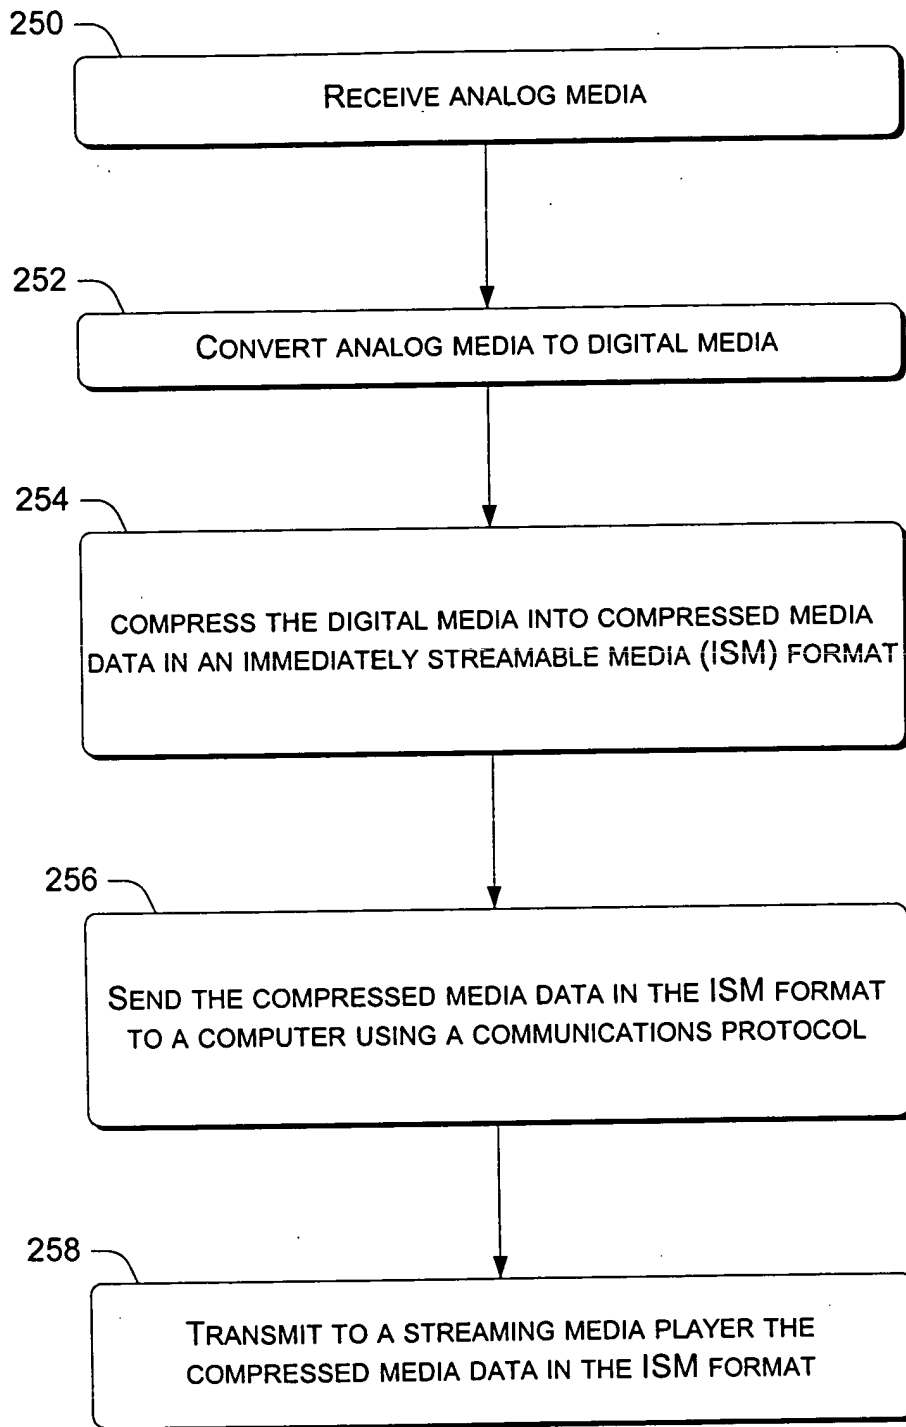 250
RECEIVE ANALOG MEDIA
252
CONVERT ANALOG MEDIA TO DIGITAL MEDIA
254
COMPRESS THE DIGITAL MEDIA INTO COMPRESSED MEDIA
DATA IN AN IMMEDIATELY STREAMABLE MEDIA (ISM) FORMAT
256
SEND THE COMPRESSED MEDIA DATA IN THE ISM FORMAT
TO A COMPUTER USING A COMMUNICATIONS PROTOCOL
258
TRANSMIT TO A STREAMING MEDIA PLAYER THE
COMPRESSED MEDIA DATA IN THE ISM FORMAT